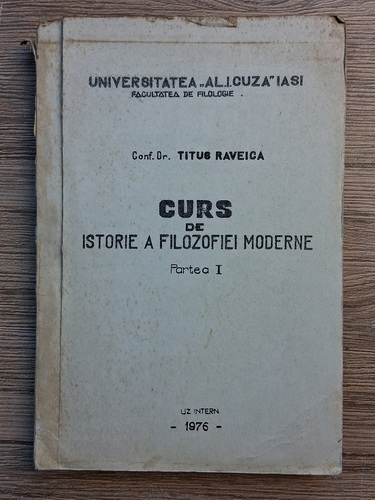 UNIVERSITATEA „AL.I.CUZA" IASI
FACULTATEA DE FILOLOGIE .
Conf. Dr. TITUS RAVEICA
CURS
DE
ISTORIE A FILOZOFIEI MODERNE
Partea I
UZ INTERN
- 1976 -